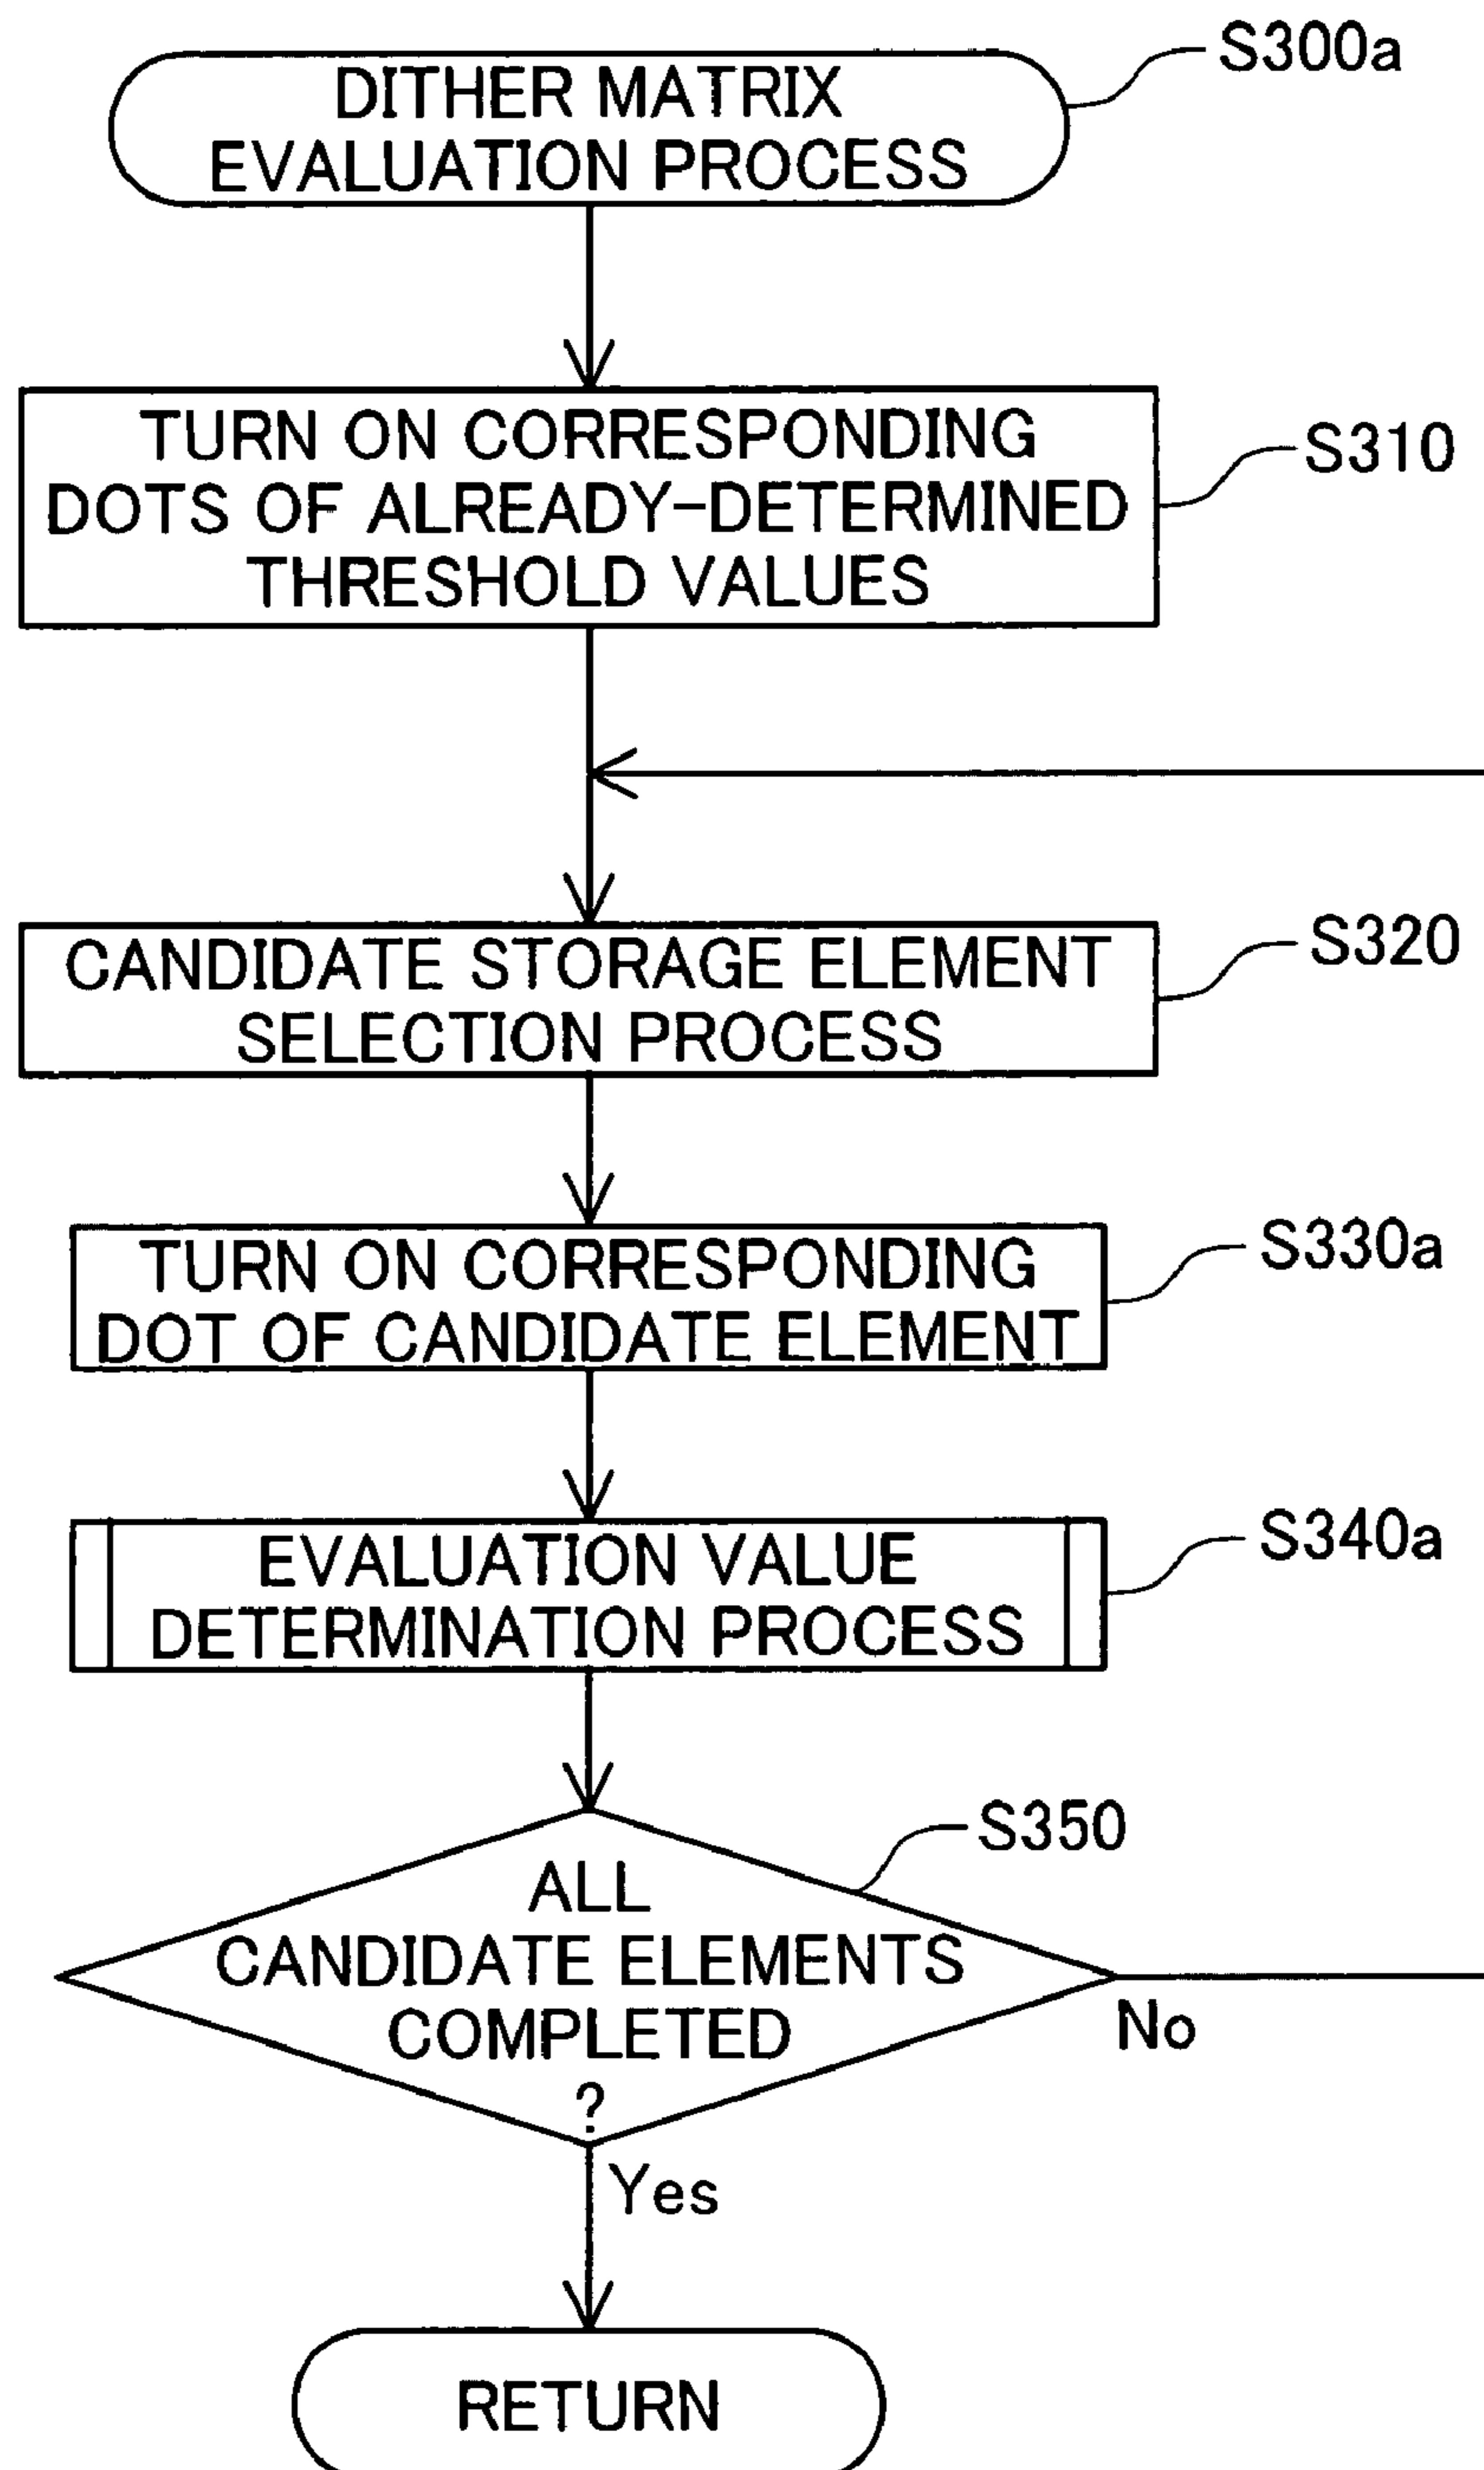 S300a
DITHER MATRIX
EVALUATION PROCESS
TURN ON CORRESPONDING
DOTS OF ALREADY-DETERMINED
THRESHOLD VALUES
S310
CANDIDATE STORAGE ELEMENT
SELECTION PROCESS
S320
TURN ON CORRESPONDING
DOT OF CANDIDATE ELEMENT
S330a
EVALUATION VALUE
DETERMINATION PROCESS
S340a
S350
ALL
CANDIDATE ELEMENTS
COMPLETED
?
No
Yes
RETURN